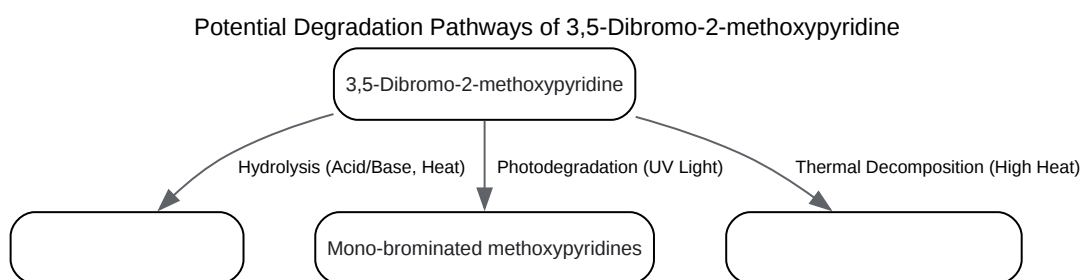 Potential Degradation Pathways of 3,5-Dibromo-2-methoxypyridine
3,5-Dibromo-2-methoxypyridine
Hydrolysis (Acid/Base, Heat)
Photodegradation (UV Light)
Thermal Decomposition (High Heat)
Mono-brominated methoxypyridines